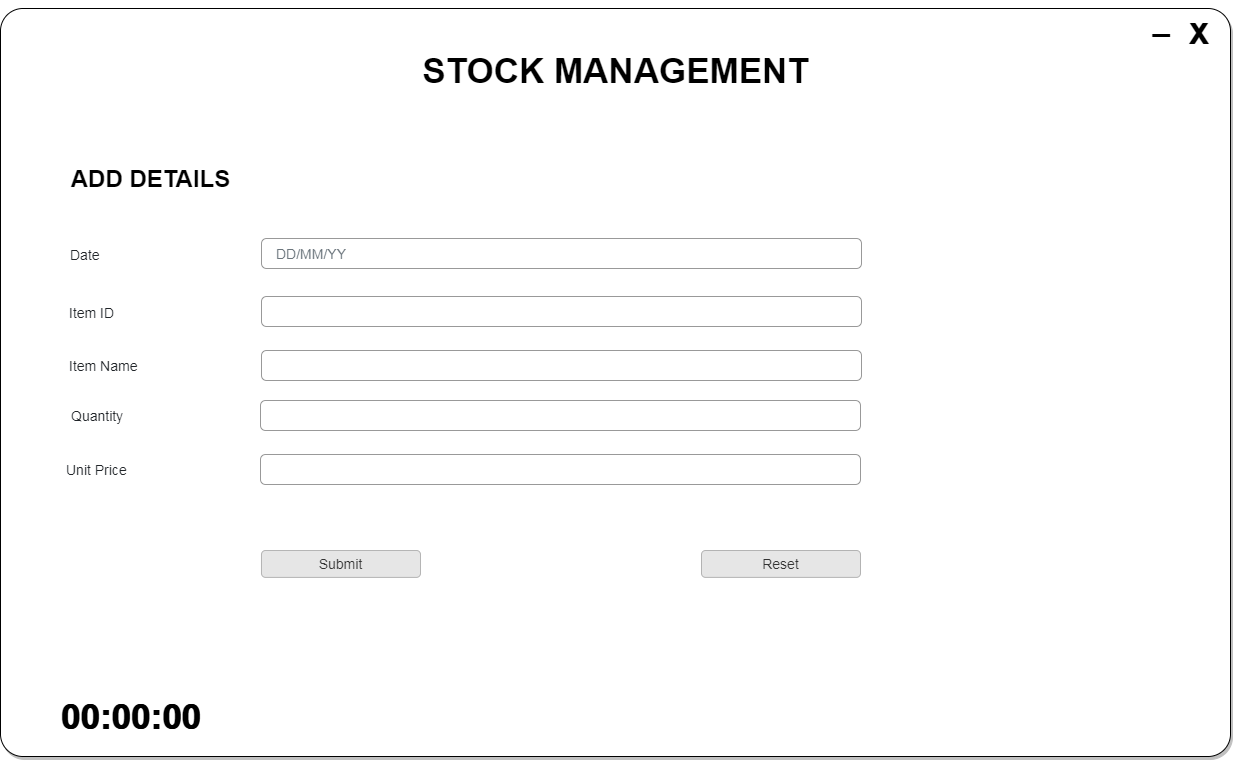 – X
STOCK MANAGEMENT
ADD DETAILS
Date
DD/MM/YY
Item ID
Item Name
Quantity
Unit Price
Submit
Reset
00:00:00